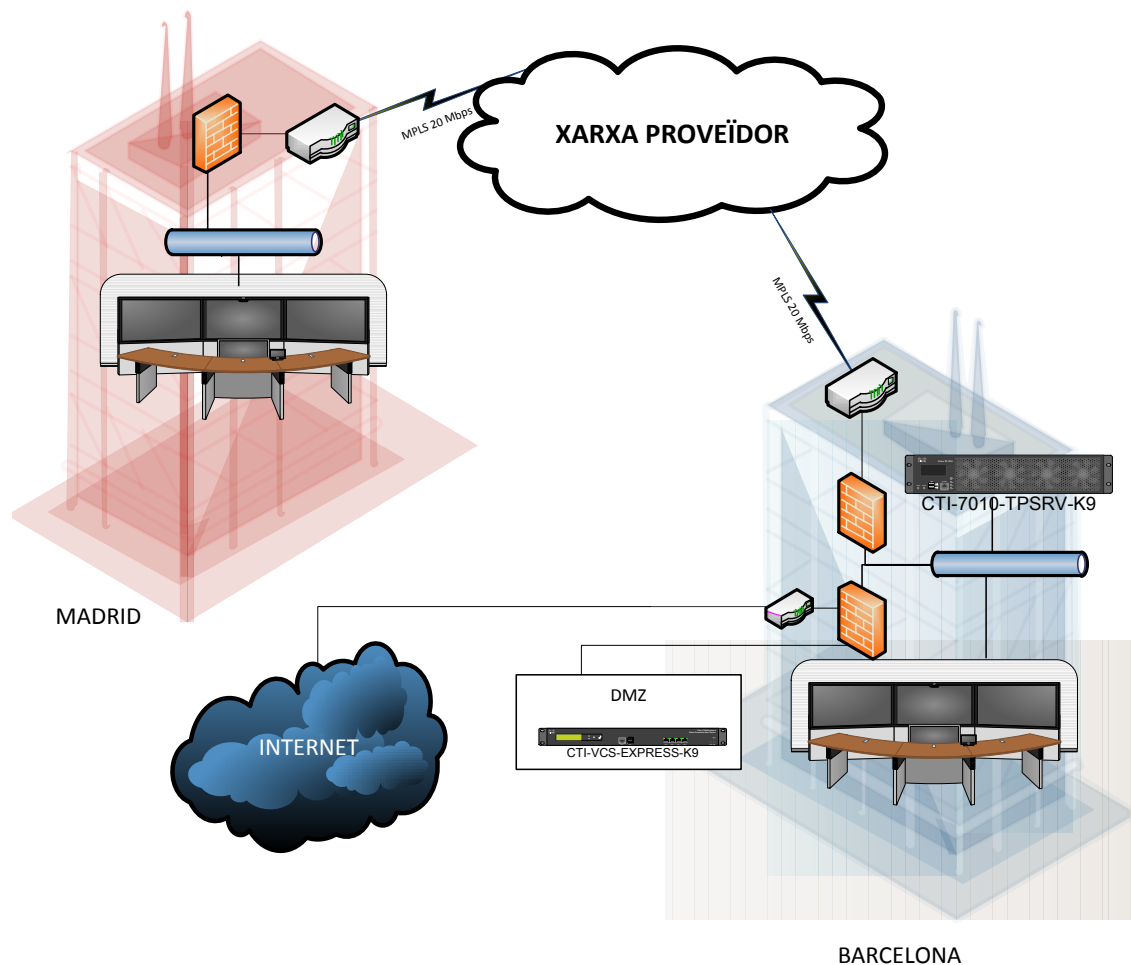 XARXA PROVEÏDOR
MPLS 20 Mbps
MPLS 20 Mbps
CTI-7010-TPSRV-K9
MADRID
DMZ
INTERNET
CTI-VCS-EXPRESS-K9
BARCELONA